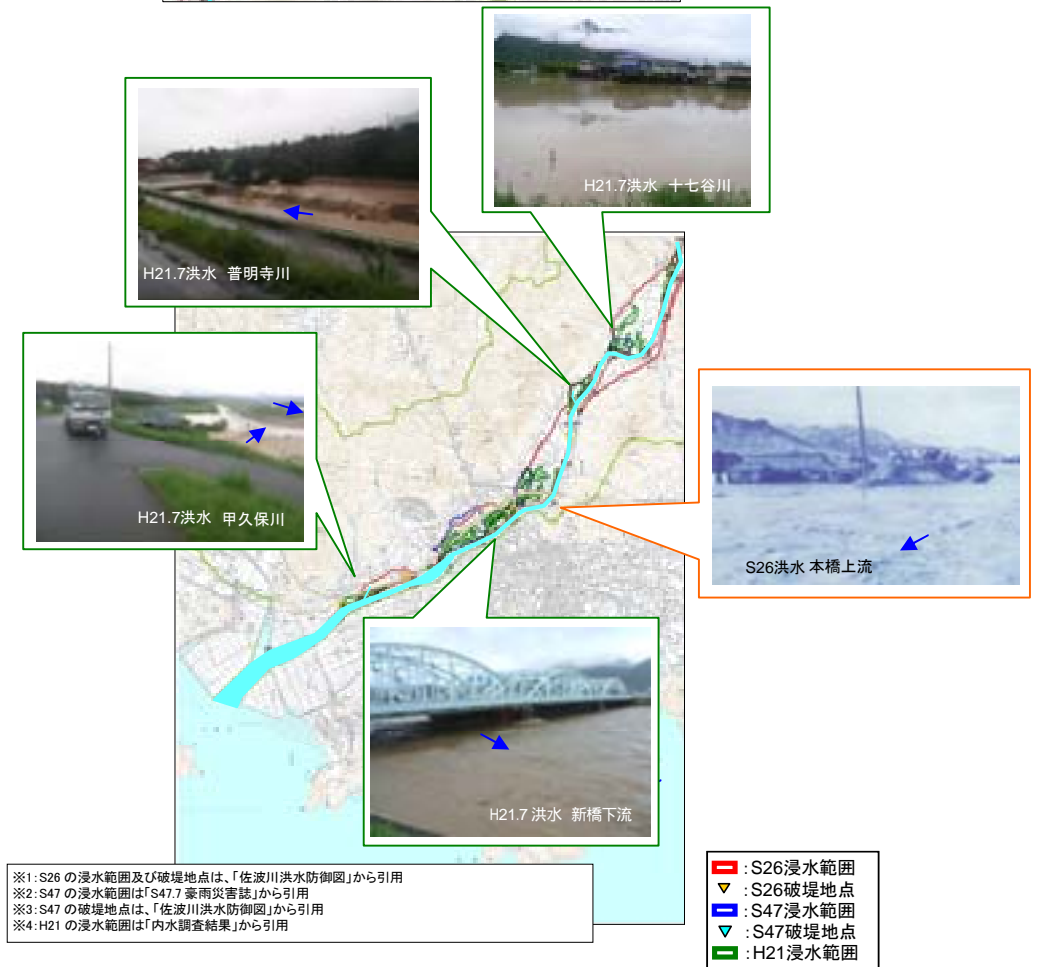 H21.7洪水 十七谷川
H21.7洪水 普明寺川
H21.7洪水 甲久保川
S26洪水 本橋上流
H21.7 洪水 新橋下流
※1:S26 の浸水範囲及び破堤地点は、「佐波川洪水防御図」から引用
※2:S47 の浸水範囲は「S47.7 豪雨災害誌」から引用
※3:S47 の破堤地点は、「佐波川洪水防御図」から引用
※4:H21 の浸水範囲は「内水調査結果」から引用
:S26浸水範囲
:S26破堤地点
:S47浸水範囲
:S47破堤地点
:H21浸水範囲